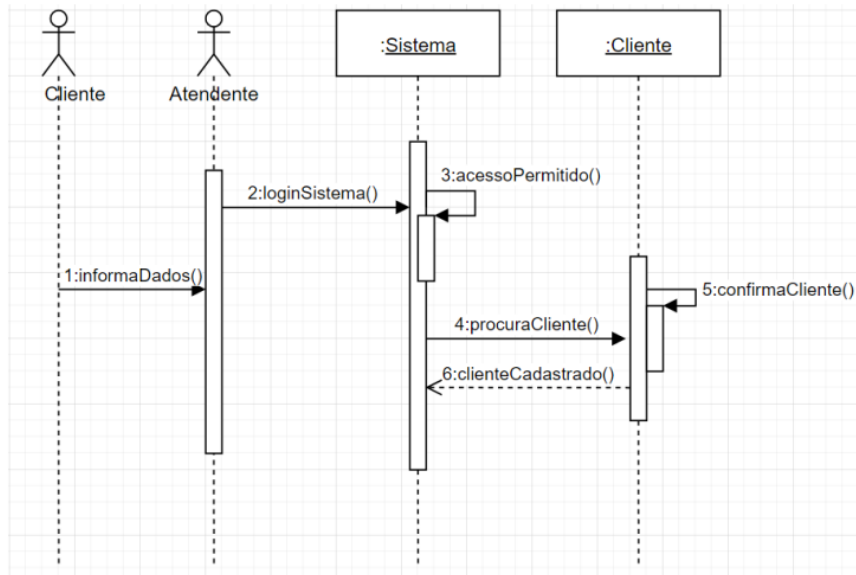 :Sistema
:Cliente
Cliente
Atendente
3:acessoPermitido()
2:loginSistema()
1:informaDados()
5:confirmaCliente()
4:procuraCliente()
6:clienteCadastrado()